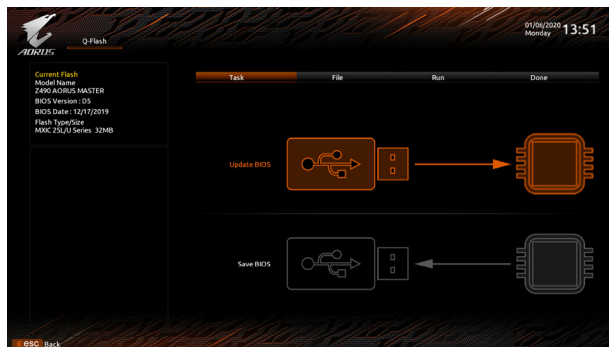 AORUS
Q-Flash
01/06/2020
Monday
13:51
Current Flash
Model Name
Z490 AORUS MASTER
BIOS Version : D5
BIOS Date : 12/17/2019
Flash Type/Size
MXIC 25L/U Series 32MB
Task File Run Done
Update BIOS
Save BIOS
esc Back